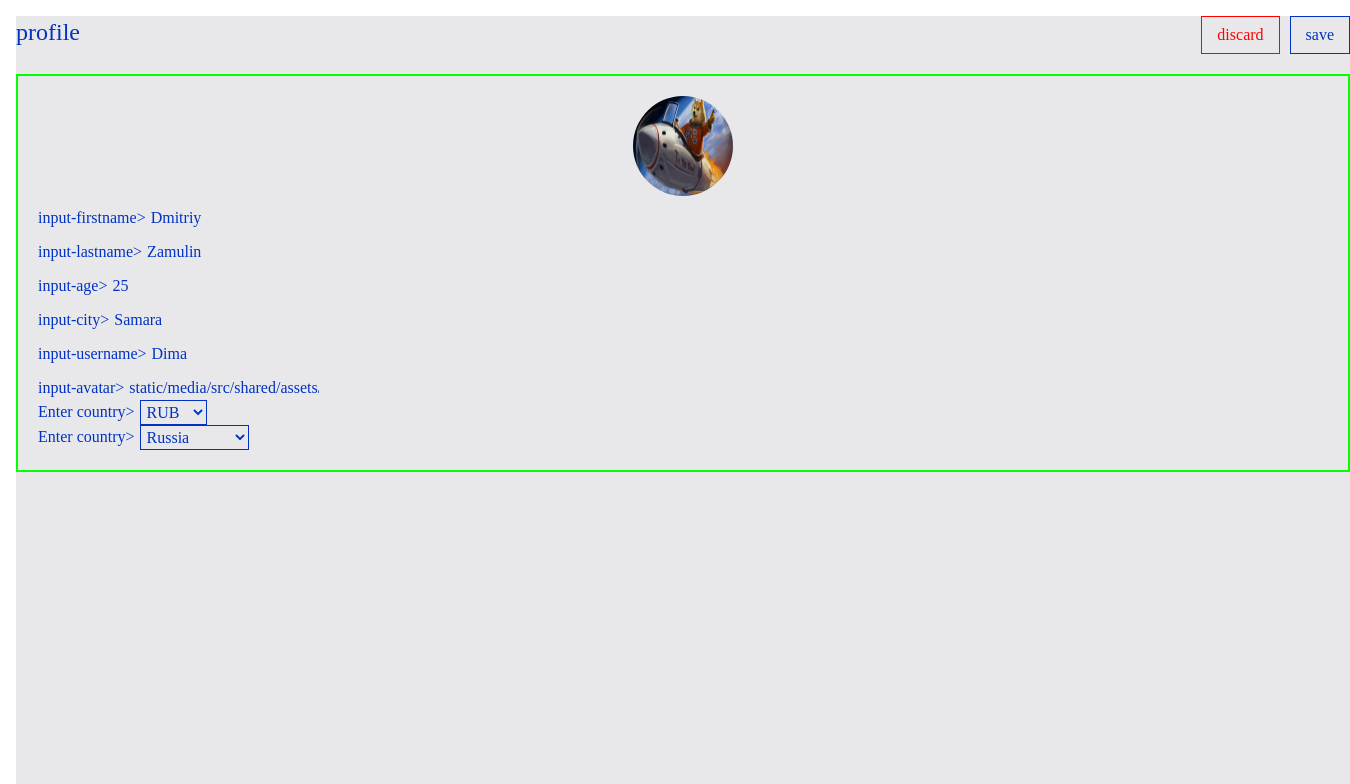 profile
discard
save
input-firstname> Dmitriy
input-lastname> Zamulin
input-age> 25
input-city> Samara
input-username> Dima
input-avatar> static/media/src/shared/assets
Enter country> RUB
Enter country> Russia